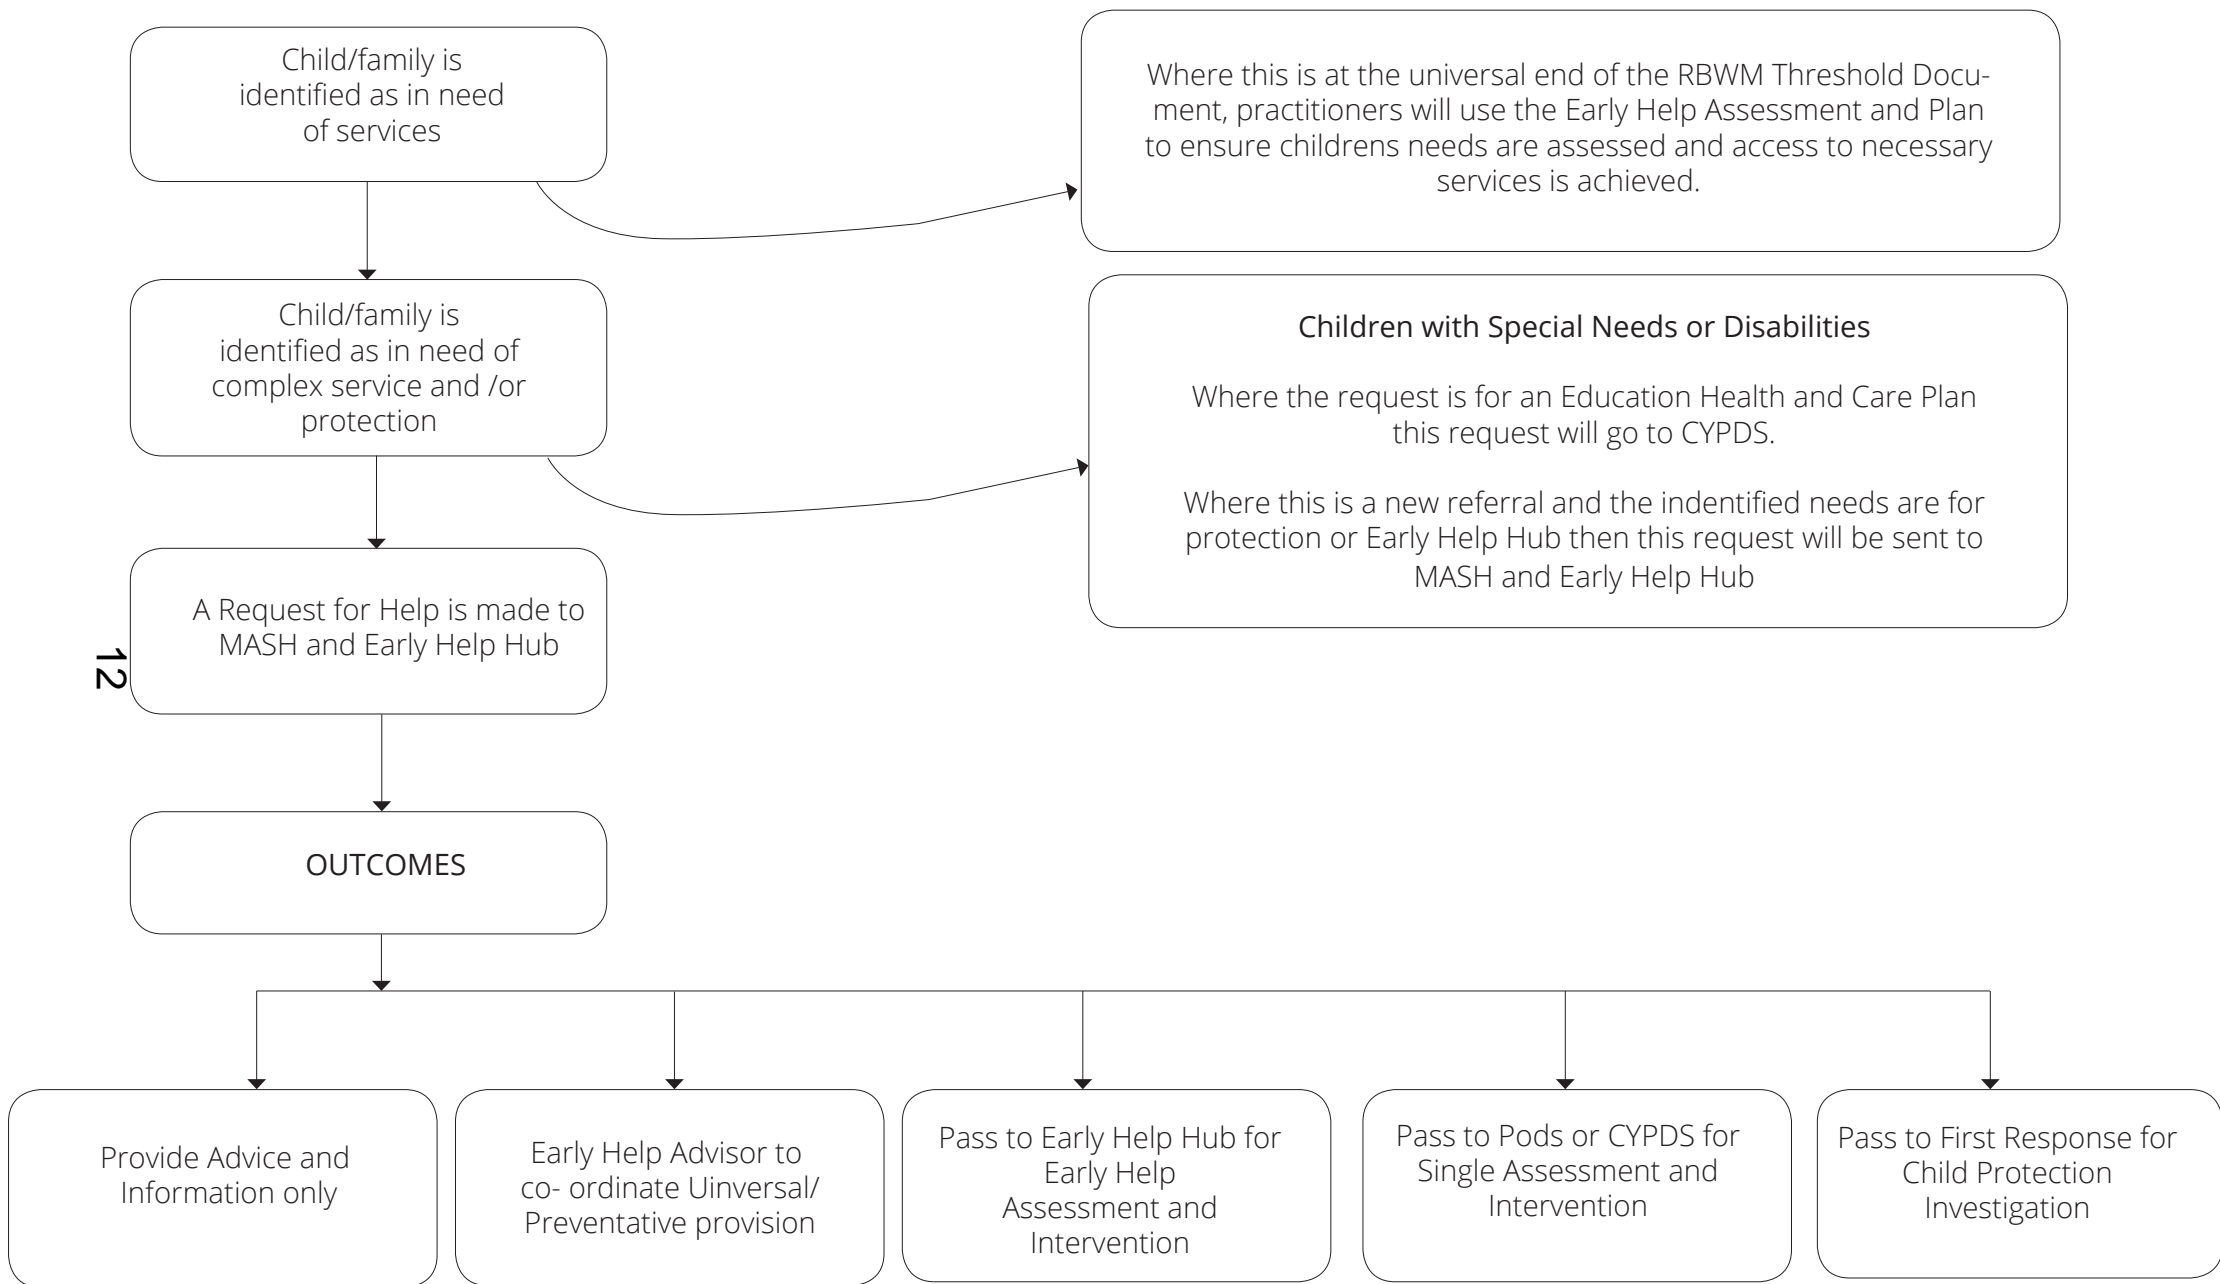 Child/family is
identified as in need
of services
Where this is at the universal end of the RBWM Threshold Docu-
ment, practitioners will use the Early Help Assessment and Plan
to ensure childrens needs are assessed and access to necessary
services is achieved.
Child/family is
identified as in need of
complex service and /or
protection
Children with Special Needs or Disabilities
Where the request is for an Education Health and Care Plan
this request will go to CYPDS.
Where this is a new referral and the indentified needs are for
protection or Early Help Hub then this request will be sent to
MASH and Early Help Hub
A Request for Help is made to
MASH and Early Help Hub
12
OUTCOMES
Provide Advice and
Information only
Early Help Advisor to
co- ordinate Uinversal/
Preventative provision
Pass to Early Help Hub for
Early Help
Assessment and
Intervention
Pass to Pods or CYPDS for
Single Assessment and
Intervention
Pass to First Response for
Child Protection
Investigation